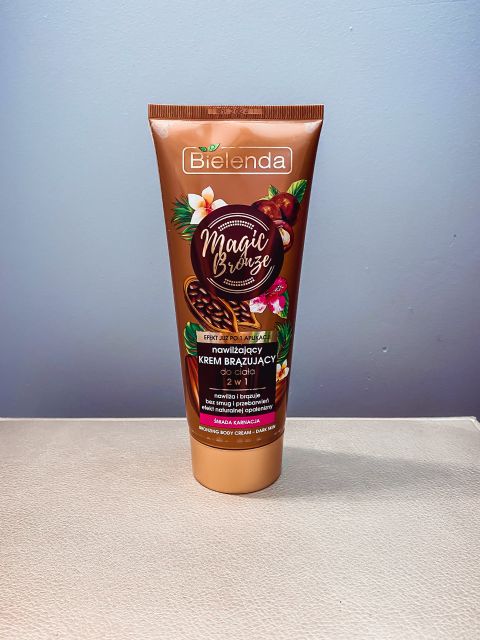 Bielenda
Magic
Bronze
EFEKT JUŻ PO 1 APLIKACJI
nawilżający
KREM BRĄZUJĄCY
do ciała
2 w 1
nawilża i brązuje
bez smug i przebarwień
efekt naturalnej opalenizny
ŚNIADA KARNACJA
BRONZING BODY CREAM - DARK SKIN